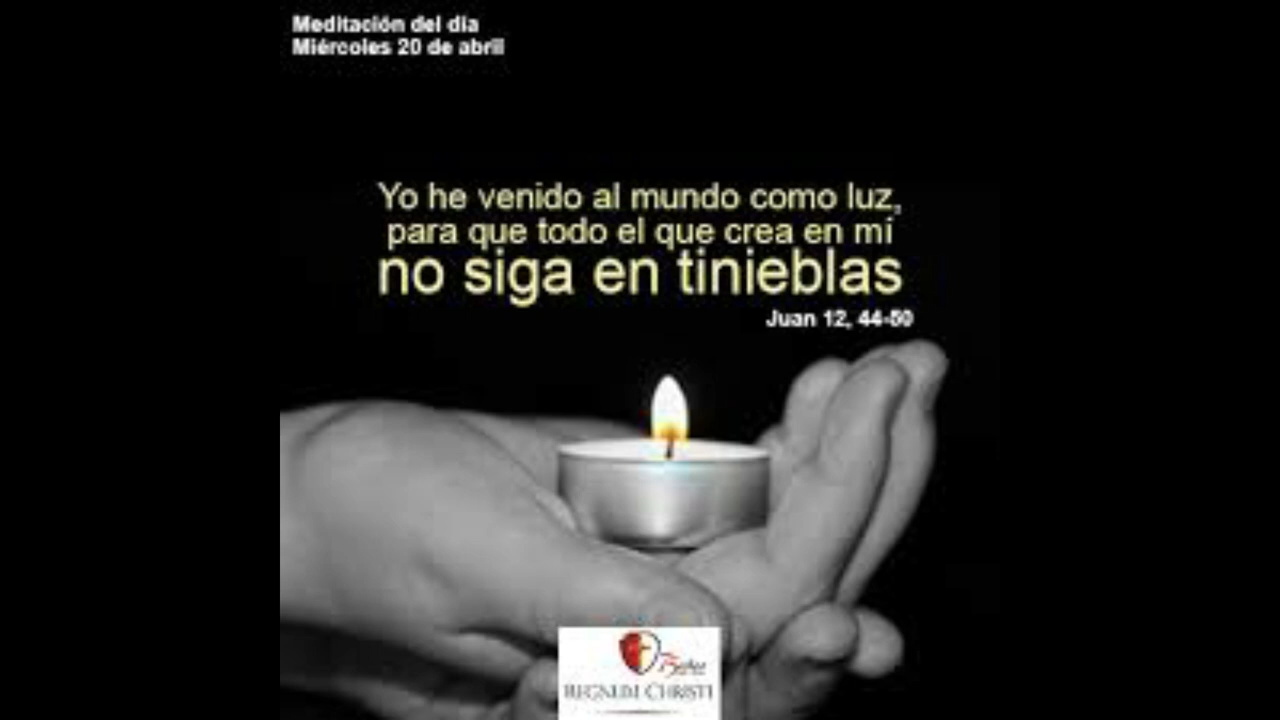 Meditación del día
Miércoles 20 de abril
Yo he venido al mundo como luz,
para que todo el que crea en mí
no siga en tinieblas
Juan 12, 44-50
REGNUM CHRISTI